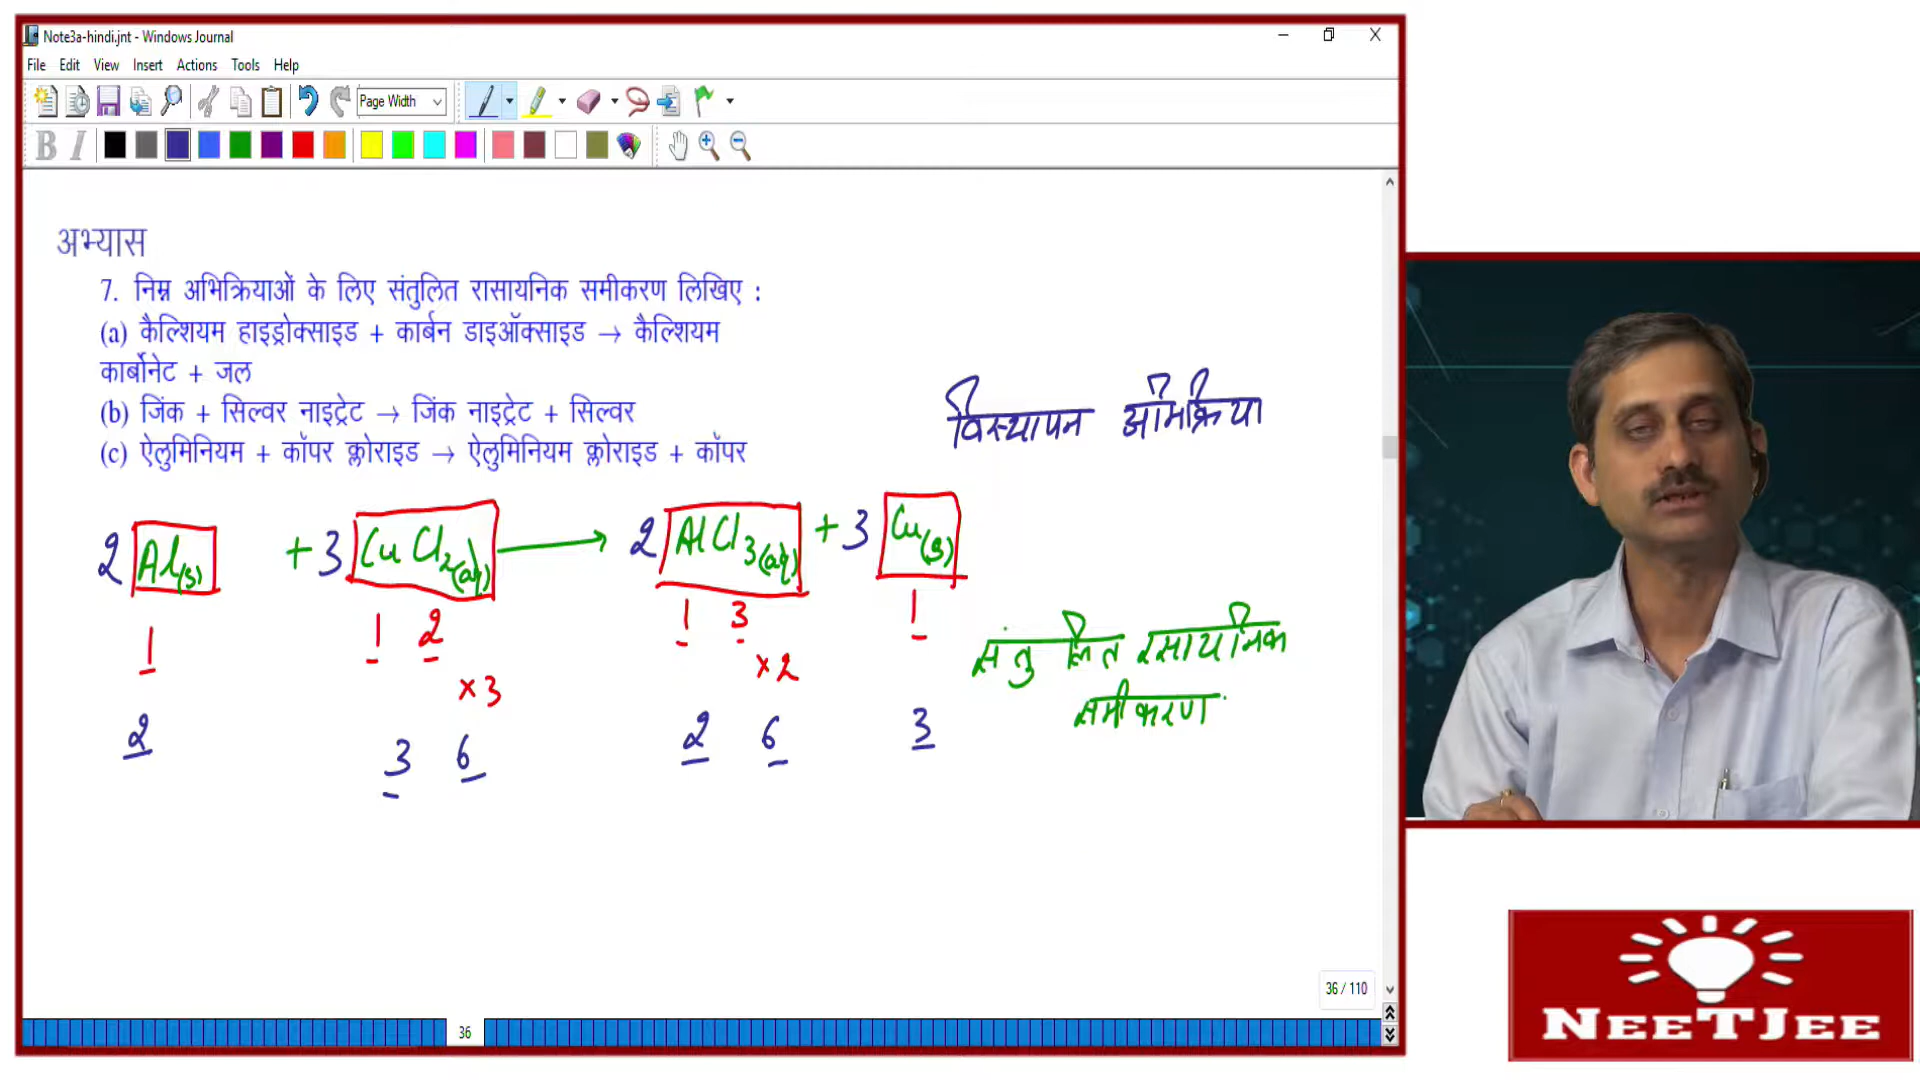 Note3a-hindi.jnt - Windows Journal
File Edit View Insert Actions Tools Help
Page Width
B I
अभ्यास
7. निम्न अभिक्रियाओं के लिए संतुलित रासायनिक समीकरण लिखिए :
(a) कैल्शियम हाइड्रोक्साइड + कार्बन डाइऑक्साइड → कैल्शियम
कार्बोनेट + जल
(b) जिंक + सिल्वर नाइट्रेट → जिंक नाइट्रेट + सिल्वर
(c) ऐलुमिनियम + कॉपर क्लोराइड → ऐलुमिनियम क्लोराइड + कॉपर
विस्थापन अभिक्रिया
2 Al(s) + 3 CuCl2(aq) → 2 AlCl3(aq) + 3 Cu(s)
1 1 2 1 3 1
×3 ×2
2 3 6 2 6 3
संतुलित रसायनिक
समीकरण
36 / 110
36
NEETJEE